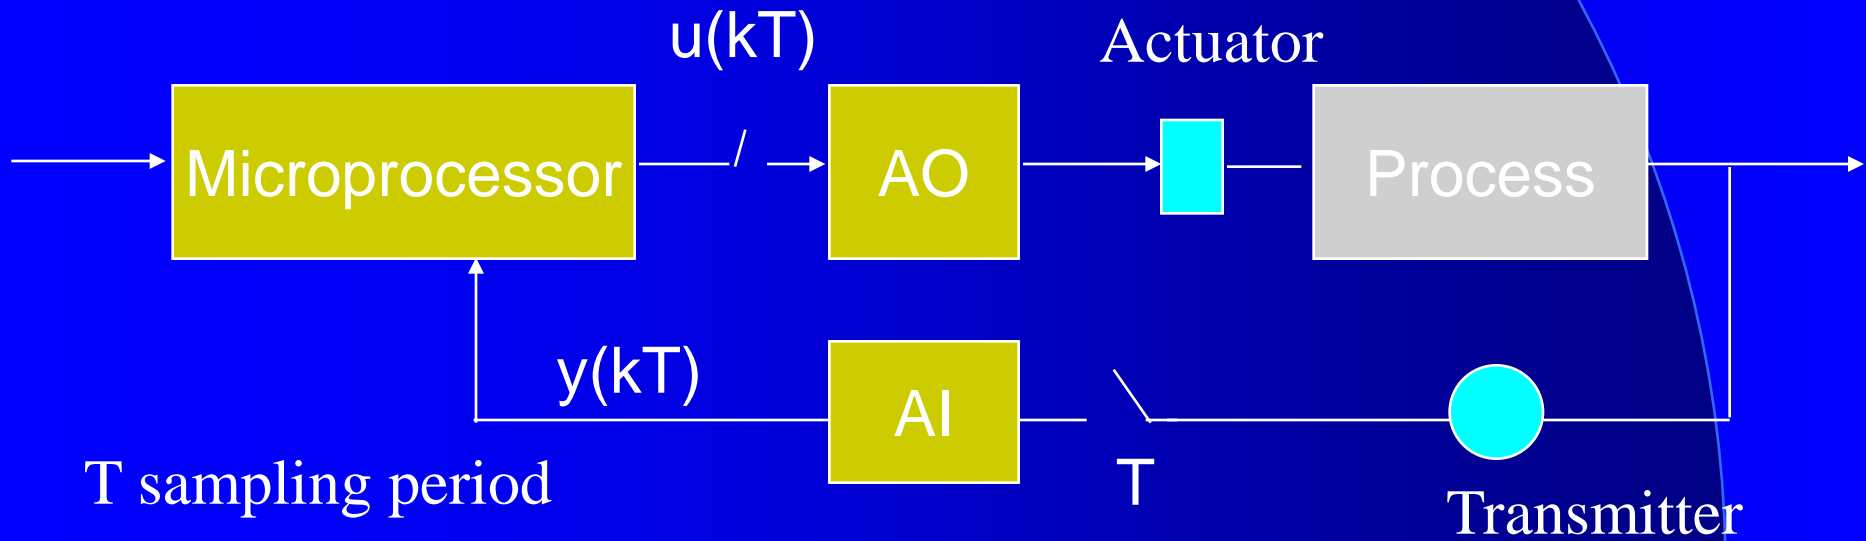 u(kT)
Actuator
Microprocessor
AO
Process
y(kT)
AI
T sampling period
T
Transmitter